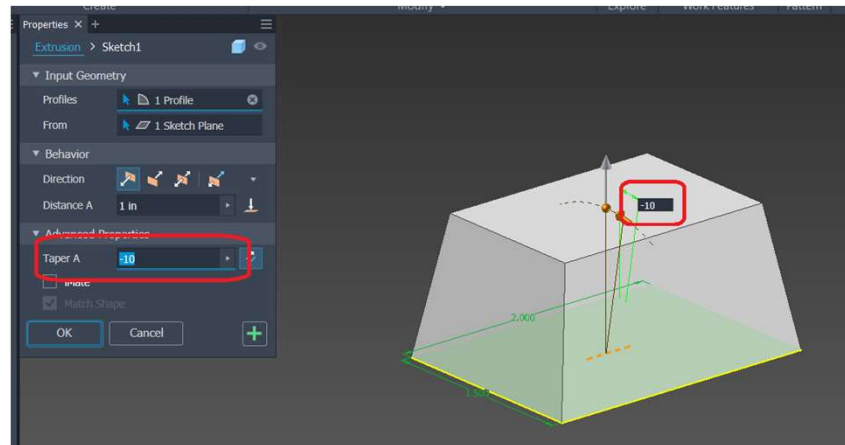 Create Modify Explore Work Features Pattern
Properties × +
Extrusion > Sketch1
Input Geometry
Profiles 1 Profile
From 1 Sketch Plane
Behavior
Direction
Distance A 1 in
Advanced Properties
Taper A -10
iMate
Match Shape
OK Cancel +
-10
2.000
1.500